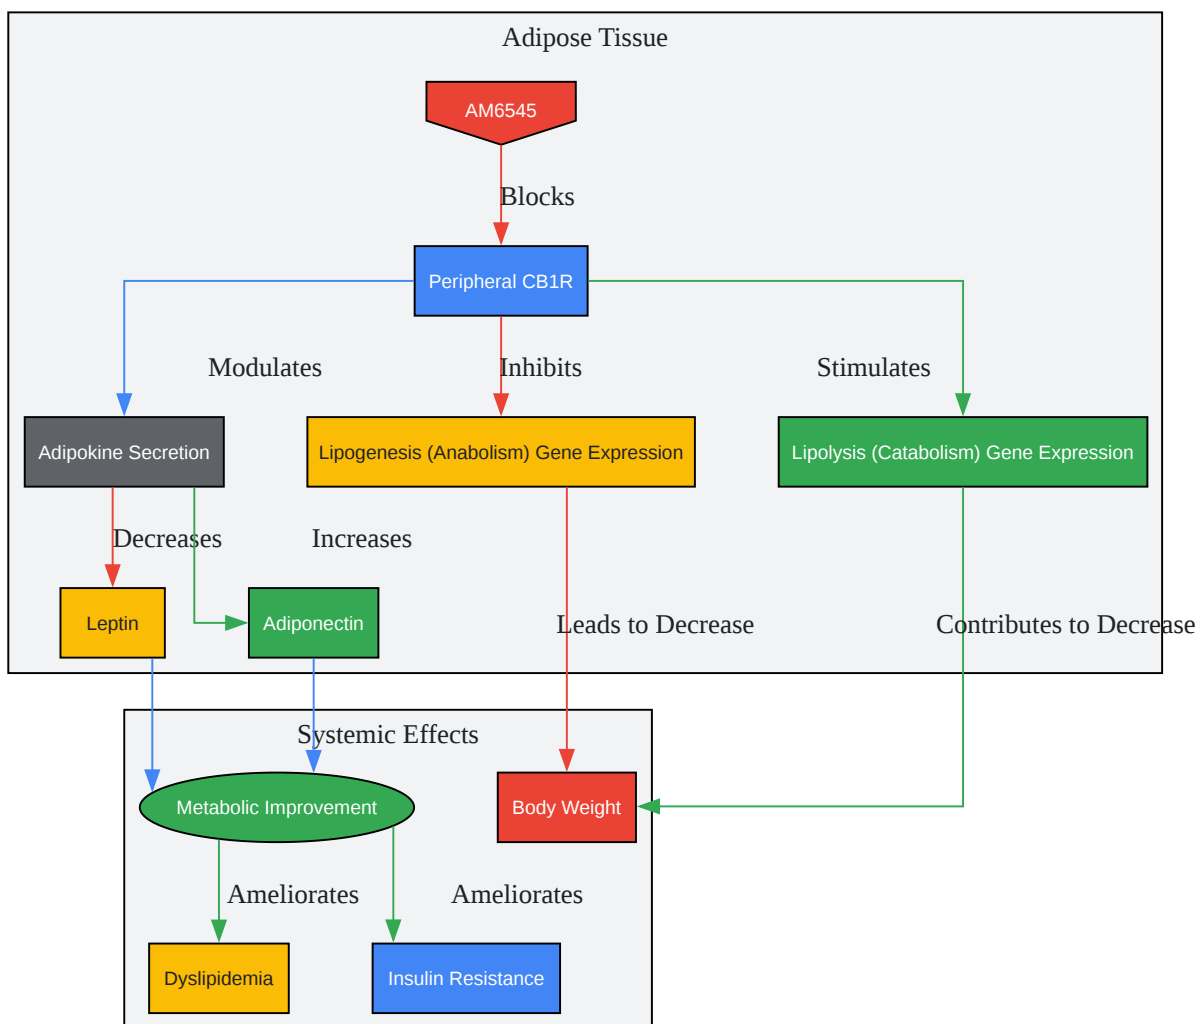 Adipose Tissue
AM6545
Blocks
Peripheral CB1R
Modulates
Inhibits
Stimulates
Adipokine Secretion
Lipogenesis (Anabolism) Gene Expression
Lipolysis (Catabolism) Gene Expression
Decreases
Increases
Leptin
Adiponectin
Leads to Decrease
Contributes to Decrease
Systemic Effects
Metabolic Improvement
Body Weight
Ameliorates
Ameliorates
Dyslipidemia
Insulin Resistance